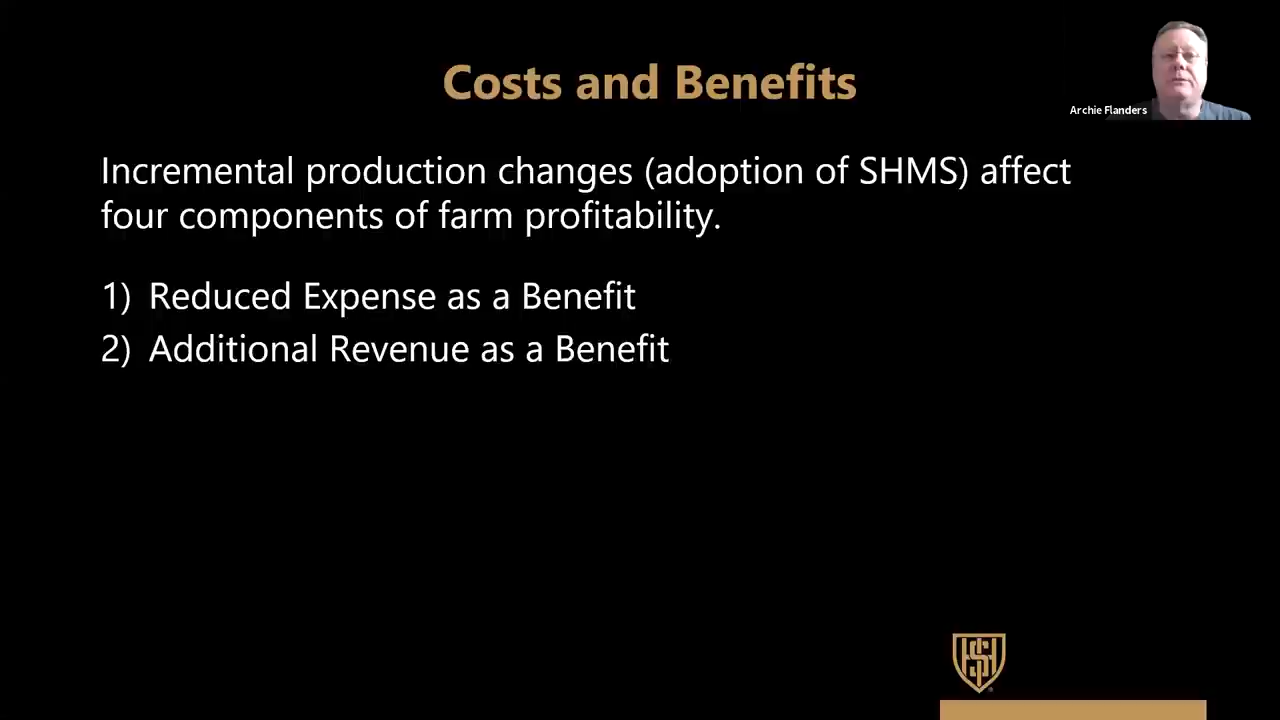 Costs and Benefits
Archie Flanders
Incremental production changes (adoption of SHMS) affect
four components of farm profitability.
1) Reduced Expense as a Benefit
2) Additional Revenue as a Benefit